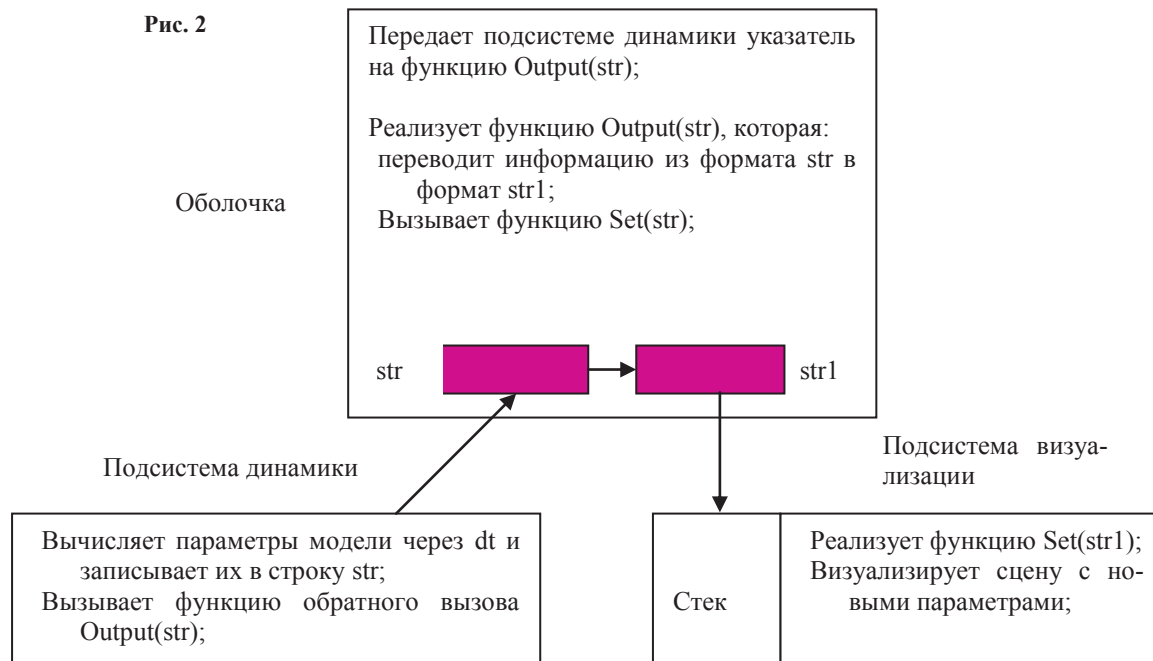 Рис. 2
Передает подсистеме динамики указатель
на функцию Output(str);
Реализует функцию Output(str), которая:
переводит информацию из формата str в
формат str1;
Вызывает функцию Set(str);
Оболочка
str
str1
Подсистема динамики
Подсистема визуа-
лизации
Вычисляет параметры модели через dt и
записывает их в строку str;
Вызывает функцию обратного вызова
Output(str);
Стек
Реализует функцию Set(str1);
Визуализирует сцену с но-
выми параметрами;